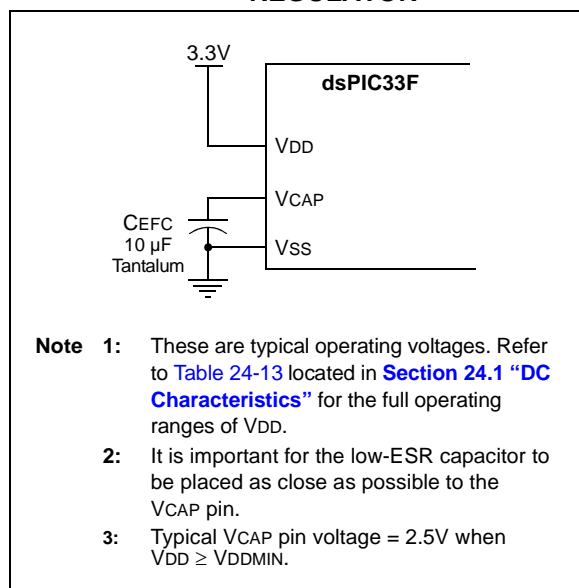 REGULATOR
3.3V
dsPIC33F
VDD
VCAP
CEFC
10 µF
Tantalum
VSS
Note 1: These are typical operating voltages. Refer
to Table 24-13 located in Section 24.1 “DC
Characteristics” for the full operating
ranges of VDD.
2: It is important for the low-ESR capacitor to
be placed as close as possible to the
VCAP pin.
3: Typical VCAP pin voltage = 2.5V when
VDD ≥ VDDMIN.